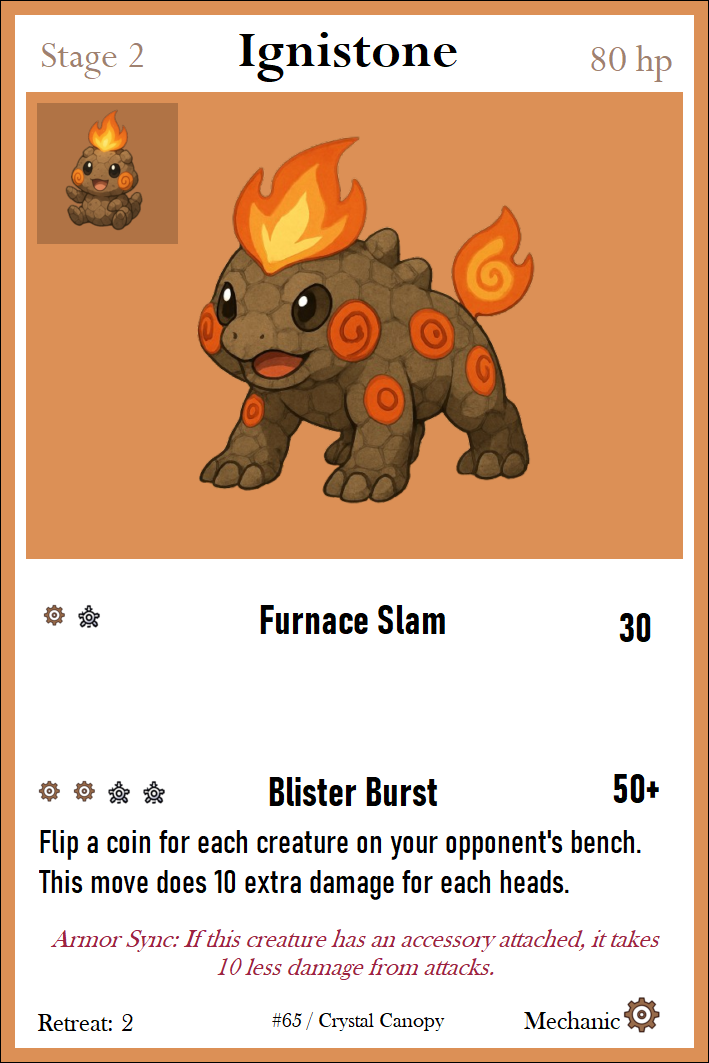 Stage 2
Ignistone
80 hp
Furnace Slam
30
Blister Burst
50+
Flip a coin for each creature on your opponent's bench.
This move does 10 extra damage for each heads.
Armor Sync: If this creature has an accessory attached, it takes
10 less damage from attacks.
Retreat: 2
#65 / Crystal Canopy
Mechanic